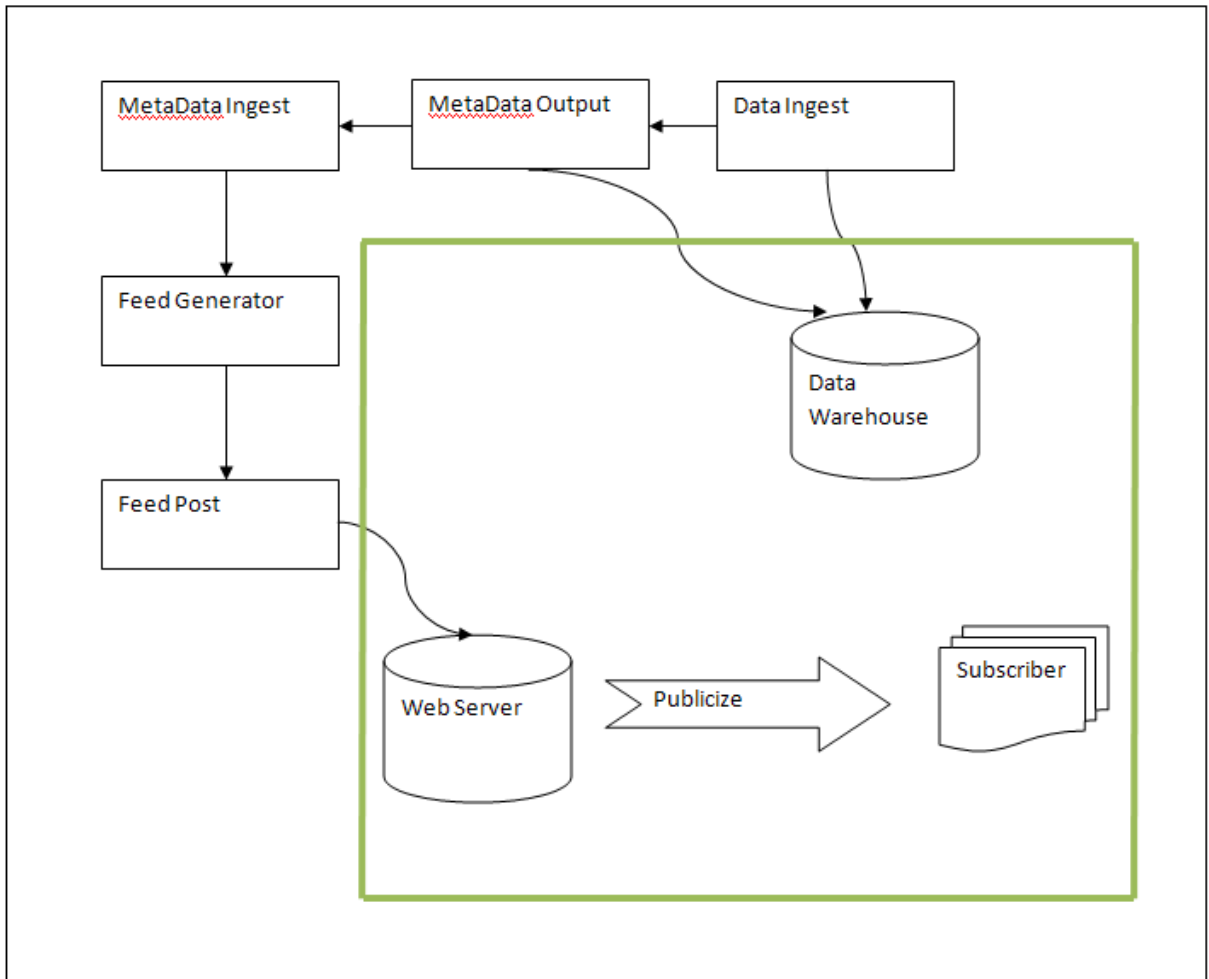 MetaData Ingest
MetaData Output
Data Ingest
Feed Generator
Data
Warehouse
Feed Post
Web Server
Publicize
Subscriber